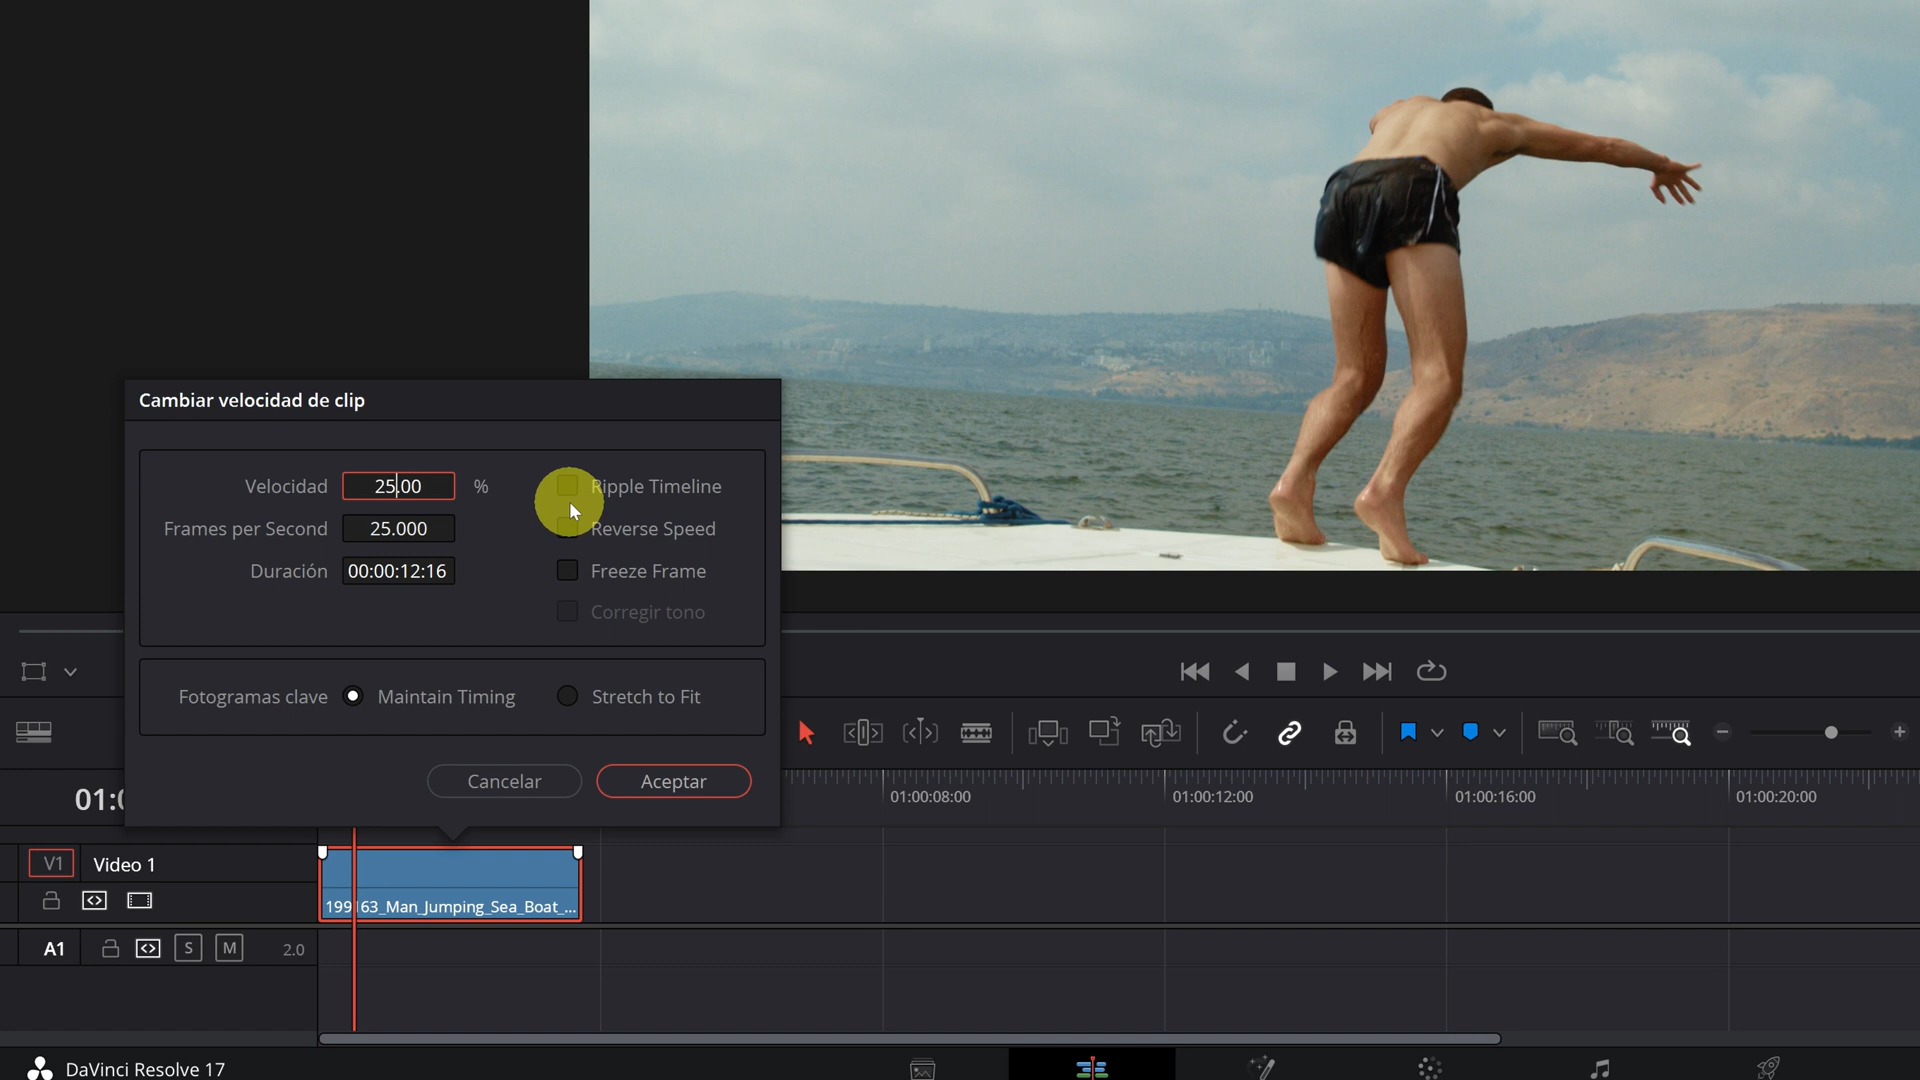 Cambiar velocidad de clip
Velocidad 25.00 % Ripple Timeline
Frames per Second 25.000 Reverse Speed
Duración 00:00:12:16 Freeze Frame
Corregir tono
Fotogramas clave Maintain Timing Stretch to Fit
Cancelar Aceptar
01:0
01:00:08:00 01:00:12:00 01:00:16:00 01:00:20:00
V1 Video 1
199163_Man_Jumping_Sea_Boat_...
A1 S M 2.0
DaVinci Resolve 17